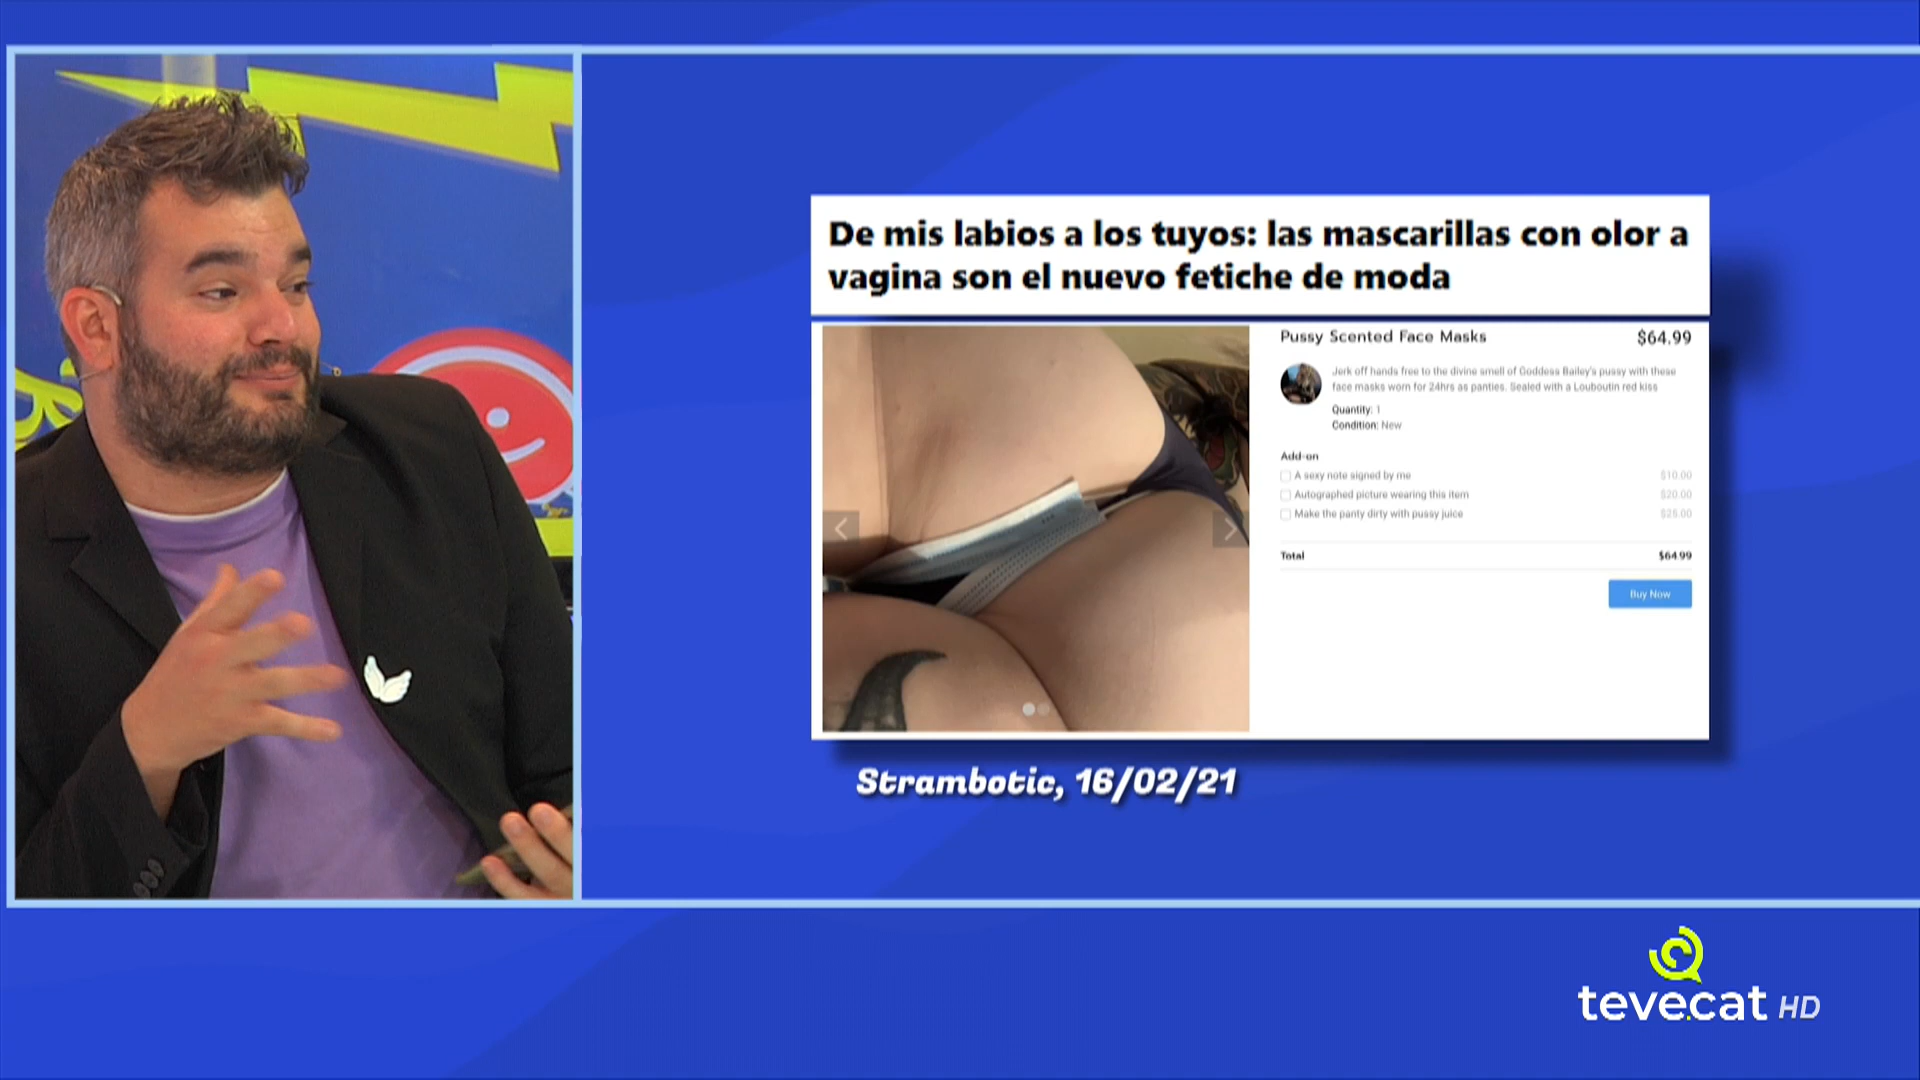 De mis labios a los tuyos: las mascarillas con olor a
vagina son el nuevo fetiche de moda
Pussy Scented Face Masks $64.99
Jerk off hands free to the divine smell of Goddess Bailey's pussy with these
face masks worn for 24hrs as panties. Sealed with a Louboutin red kiss
Quantity: 1
Condition: New
Add-on
A sexy note signed by me $10.00
Autographed picture wearing this item $20.00
Make the panty dirty with pussy juice $25.00
Total $64.99
Buy Now
Strambotic, 16/02/21
teve.cat HD